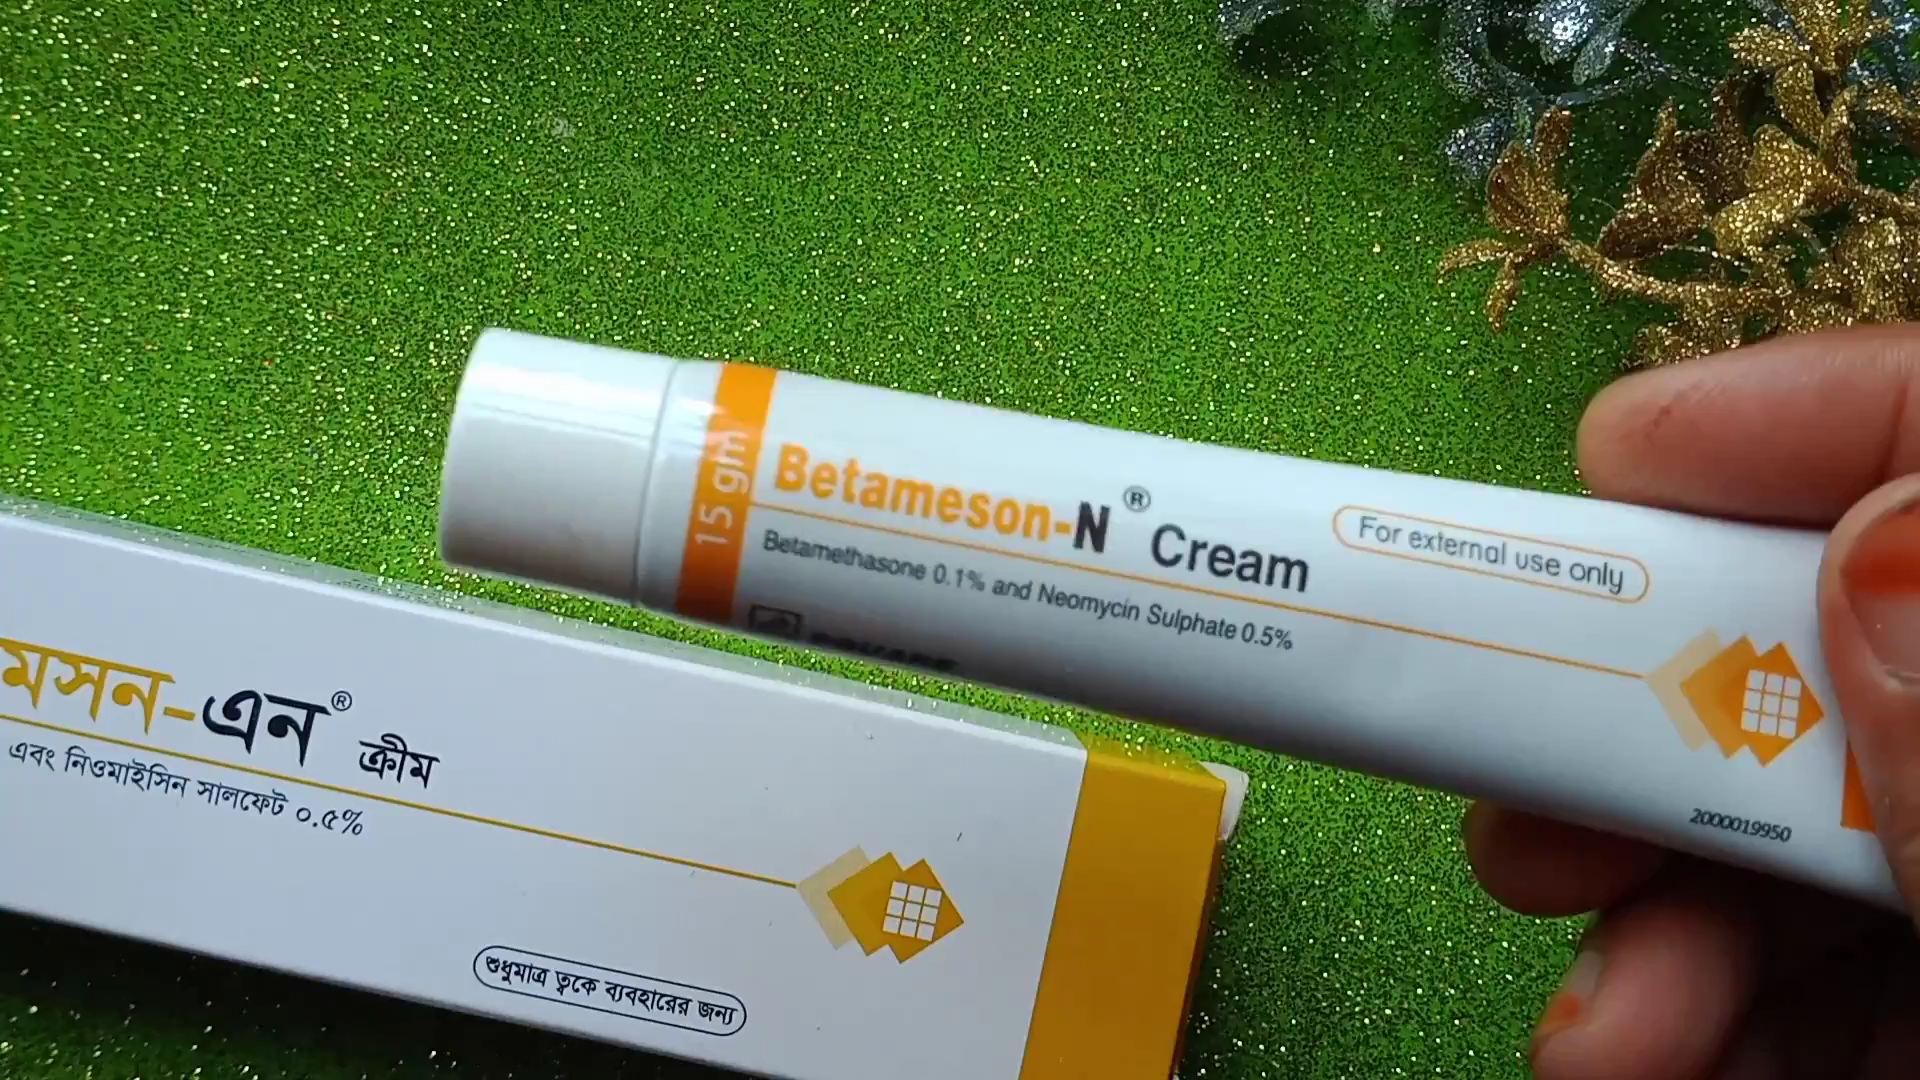 15 gm
Betameson-N® Cream
Betamethasone 0.1% and Neomycin Sulphate 0.5%
For external use only
SQUARE
2000019950
মসন-এন® ক্রীম
এবং নিওমাইসিন সালফেট ০.৫%
শুধুমাত্র ত্বকে ব্যবহারের জন্য